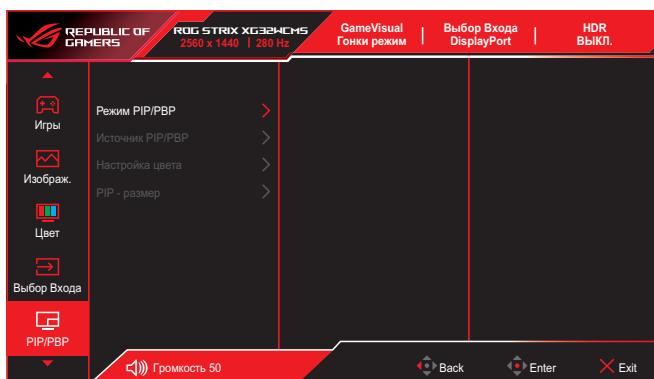 REPUBLIC OF
GAMERS
ROG STRIX XG32WCMS
2560 x 1440 | 280 Hz
GameVisual
Гонки режим
Выбор Входа
DisplayPort
HDR
ВЫКЛ.
Игры
Изображ.
Цвет
Выбор Входа
PIP/PBP
Режим PIP/PBP
Источник PIP/PBP
Настройка цвета
PIP - размер
Громкость 50
Back
Enter
Exit